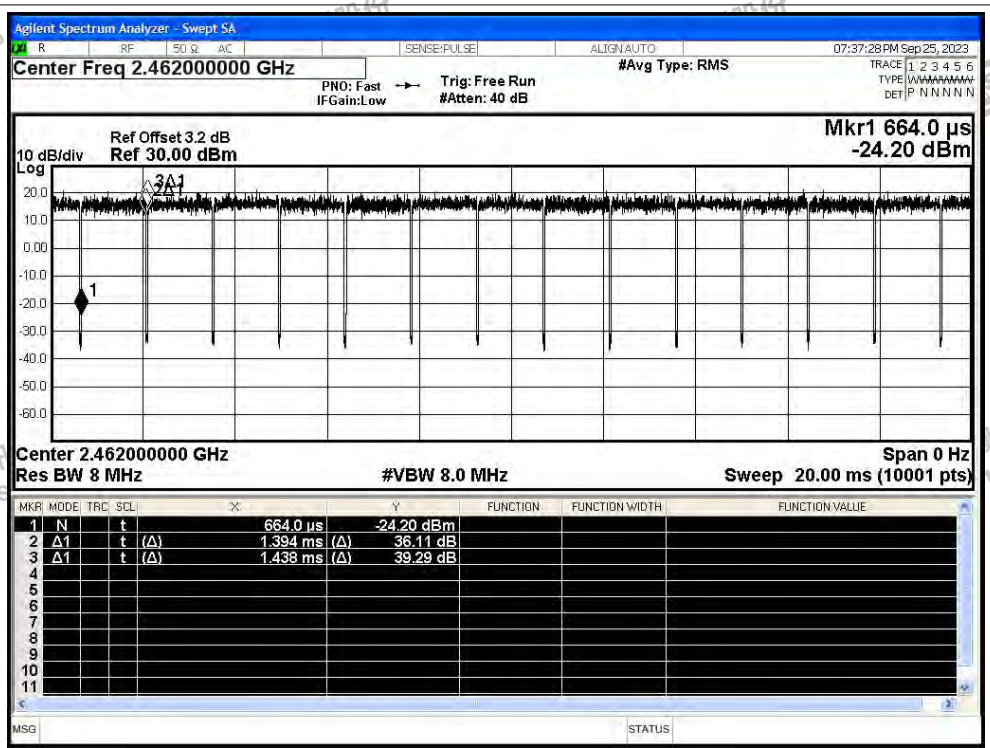 Agilent Spectrum Analyzer - Swept SA
LXI R RF 50 Ω AC SENSE:PULSE ALIGN AUTO 07:37:28 PM Sep 25, 2023
Center Freq 2.462000000 GHz #Avg Type: RMS TRACE 1 2 3 4 5 6
PNO: Fast Trig: Free Run TYPE W
IFGain:Low #Atten: 40 dB DET P N N N N N
Mkr1 664.0 µs
Ref Offset 3.2 dB
10 dB/div Ref 30.00 dBm -24.20 dBm
Log
3Δ1
2Δ1
20.0
10.0
0.00
-10.0
1
-20.0
-30.0
-40.0
-50.0
-60.0
Center 2.462000000 GHz Span 0 Hz
Res BW 8 MHz #VBW 8.0 MHz Sweep 20.00 ms (10001 pts)
MKR MODE TRC SCL X Y FUNCTION FUNCTION WIDTH FUNCTION VALUE
1 N t 664.0 µs -24.20 dBm
2 Δ1 t (Δ) 1.394 ms (Δ) 36.11 dB
3 Δ1 t (Δ) 1.438 ms (Δ) 39.29 dB
4
5
6
7
8
9
10
11
MSG STATUS